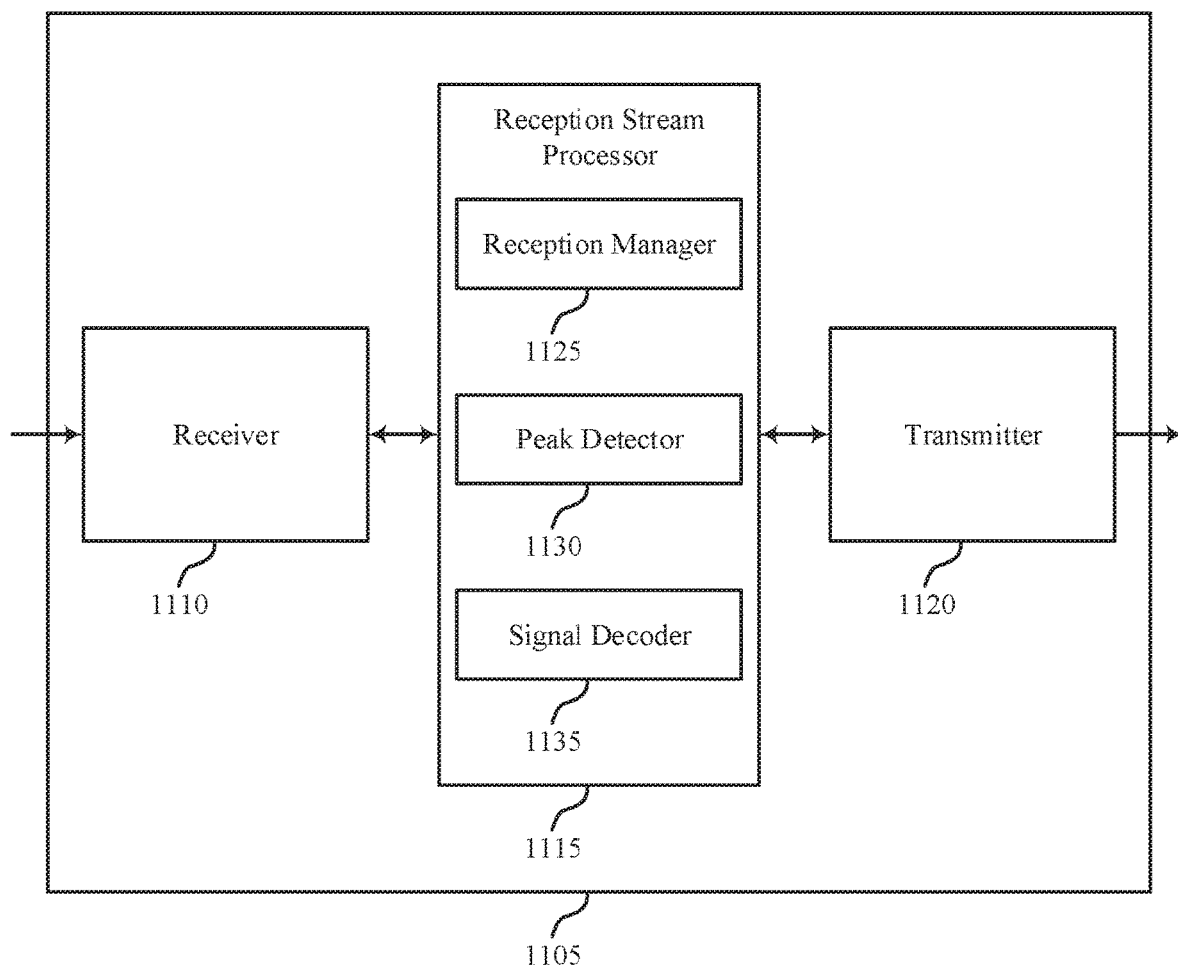 Reception Stream
Processor
Reception Manager
1125
Receiver
Peak Detector
Transmitter
1130
1110
1120
Signal Decoder
1135
1115
1105